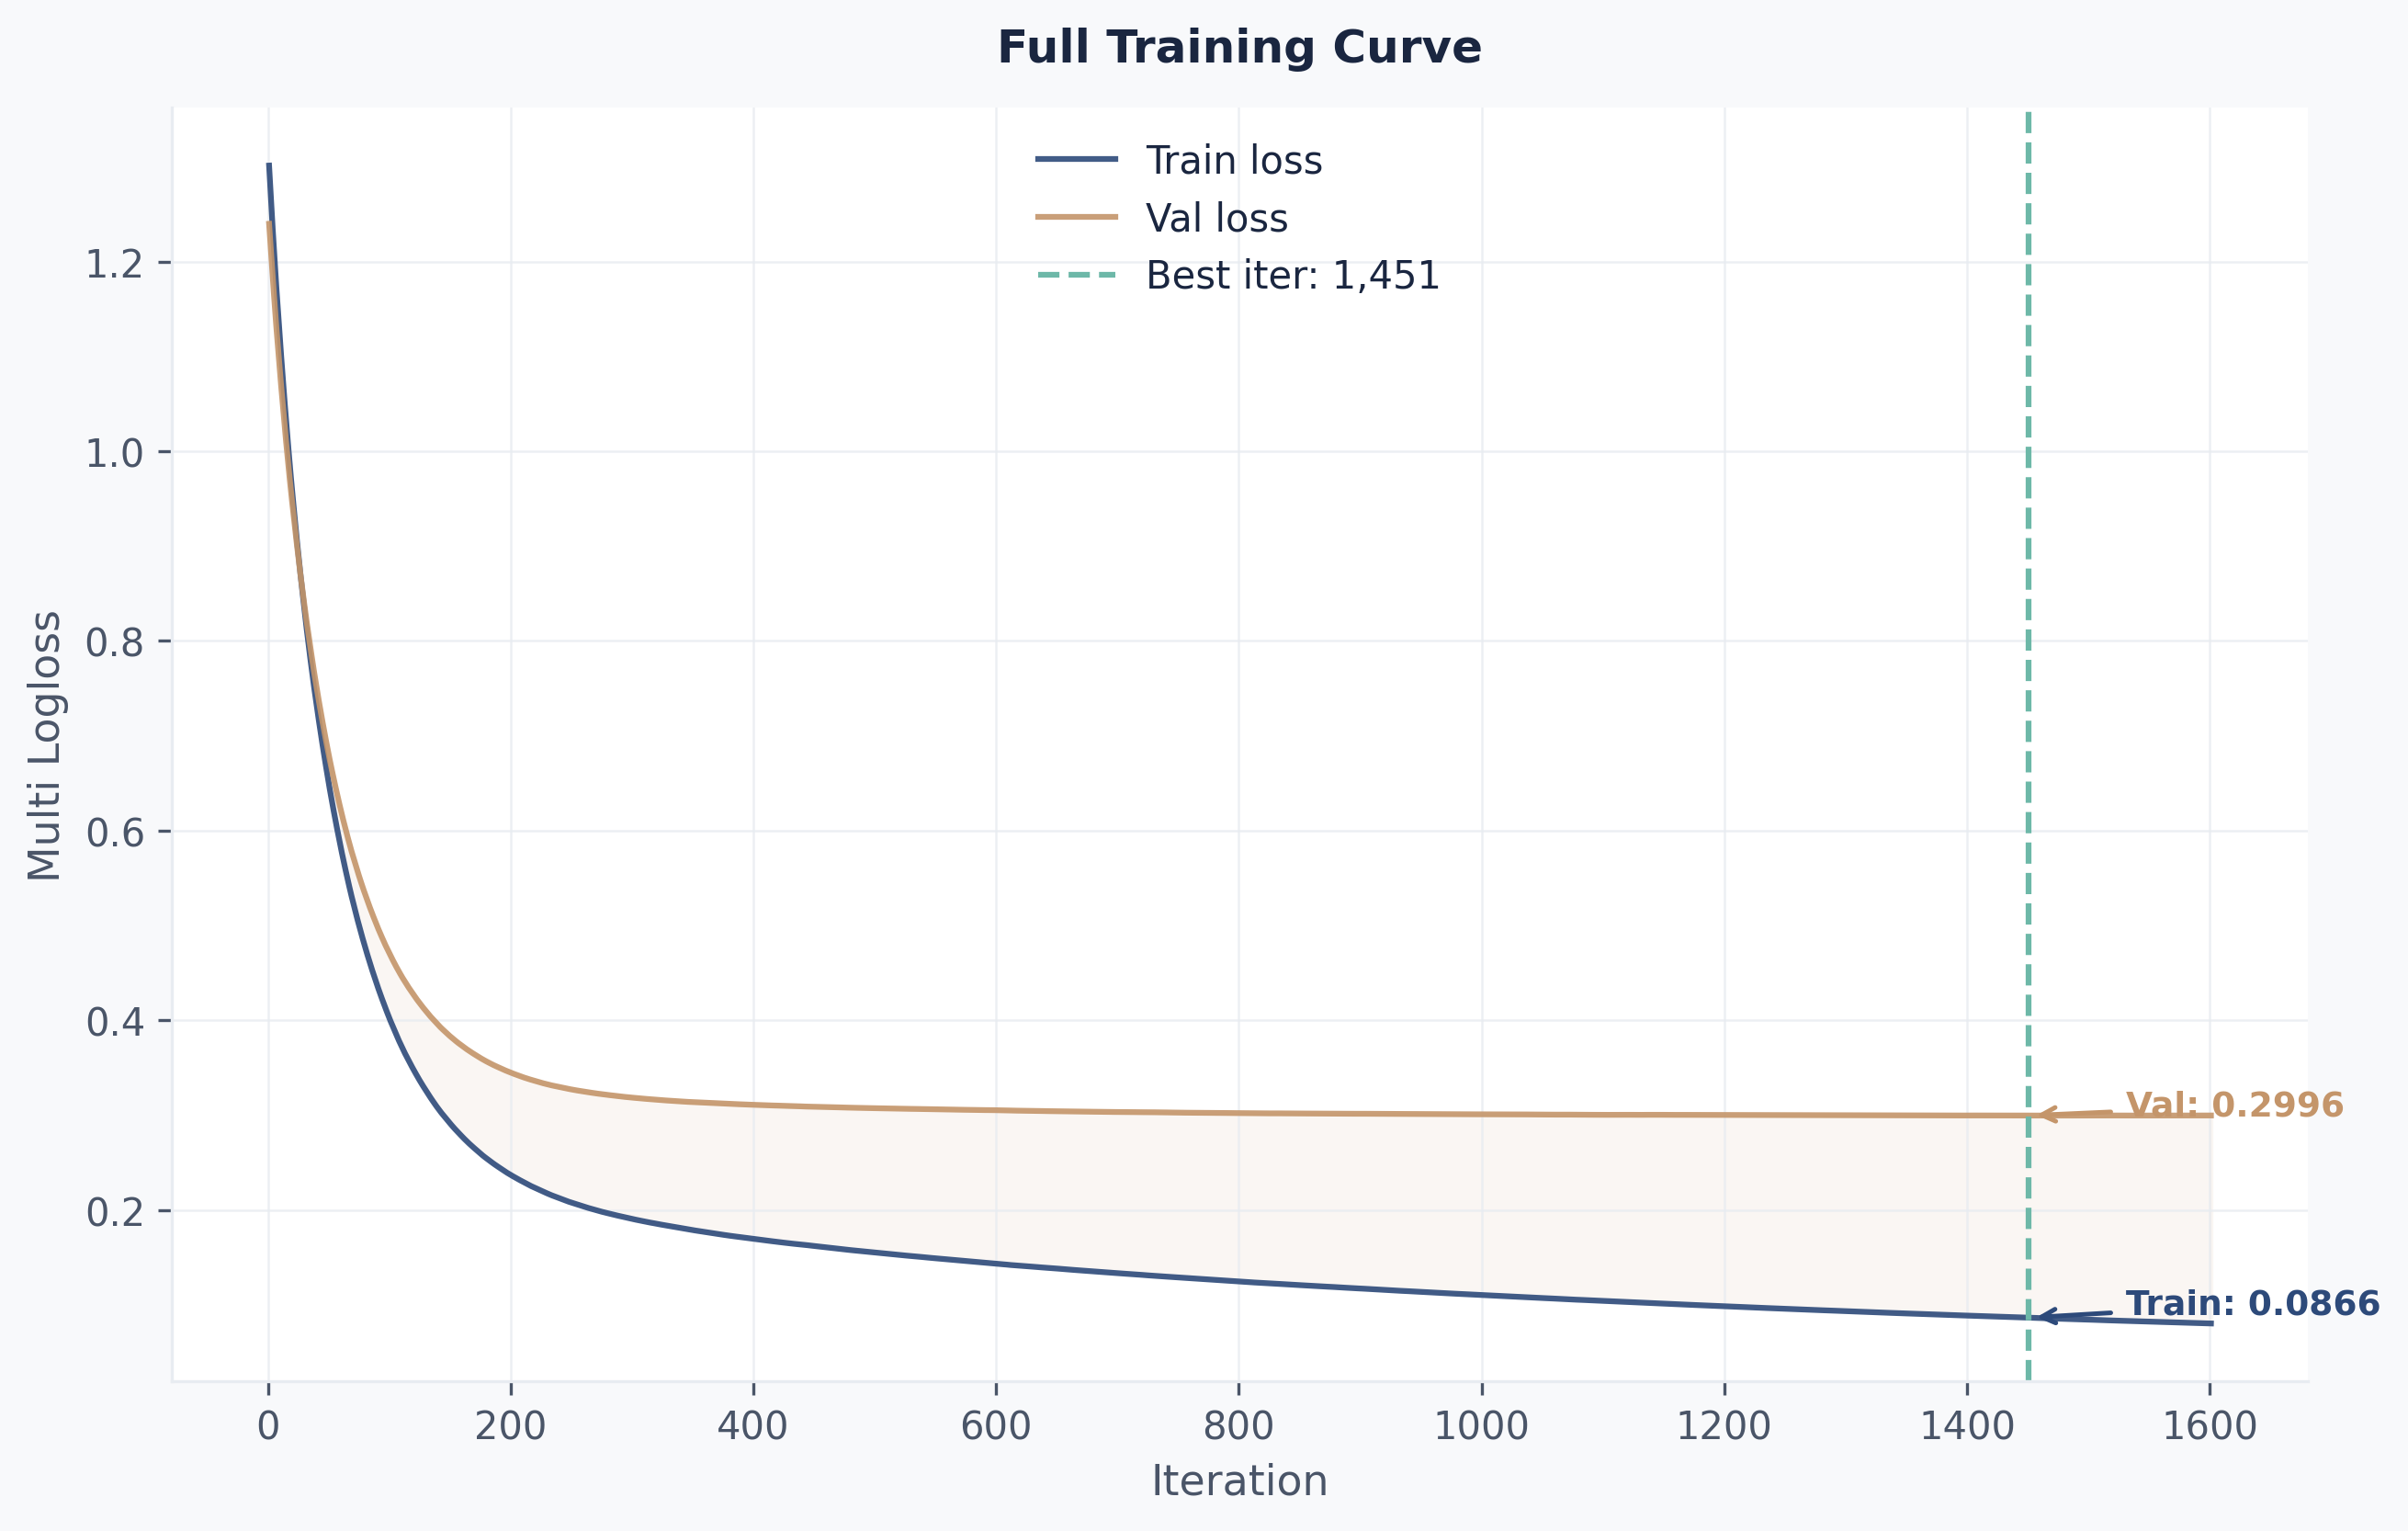 Full Training Curve
Train loss
Val loss
Best iter: 1,451
Multi Logloss
1.2
1.0
0.8
0.6
0.4
0.2
Val: 0.2996
Train: 0.0866
0 200 400 600 800 1000 1200 1400 1600
Iteration